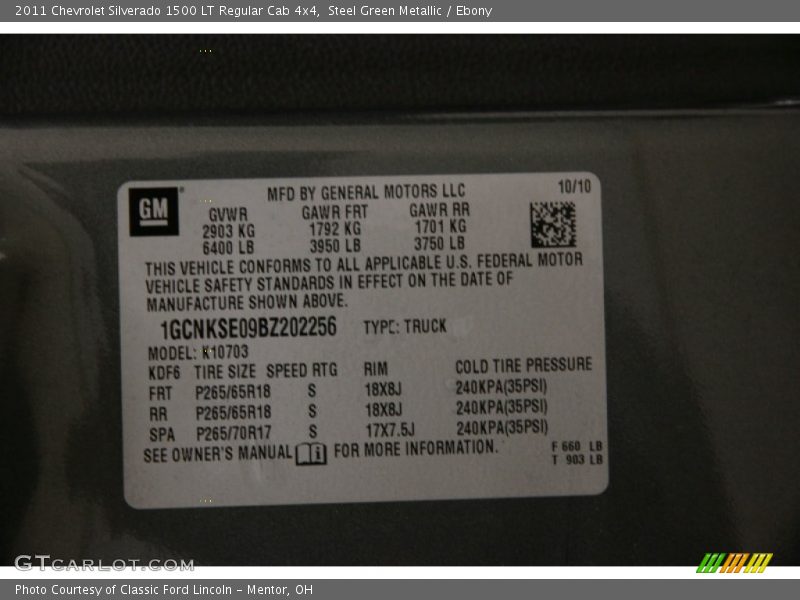 2011 Chevrolet Silverado 1500 LT Regular Cab 4x4, Steel Green Metallic / Ebony
GM
MFD BY GENERAL MOTORS LLC 10/10
GVWR GAWR FRT GAWR RR
2903 KG 1792 KG 1701 KG
6400 LB 3950 LB 3750 LB
THIS VEHICLE CONFORMS TO ALL APPLICABLE U.S. FEDERAL MOTOR
VEHICLE SAFETY STANDARDS IN EFFECT ON THE DATE OF
MANUFACTURE SHOWN ABOVE.
1GCNKSE09BZ202256 TYPE: TRUCK
MODEL: K10703
KDF6 TIRE SIZE SPEED RTG RIM COLD TIRE PRESSURE
FRT P265/65R18 S 18X8J 240KPA(35PSI)
RR P265/65R18 S 18X8J 240KPA(35PSI)
SPA P265/70R17 S 17X7.5J 240KPA(35PSI)
SEE OWNER'S MANUAL FOR MORE INFORMATION.
F 660 LB
T 903 LB
GTCARLOT.COM
Photo Courtesy of Classic Ford Lincoln - Mentor, OH